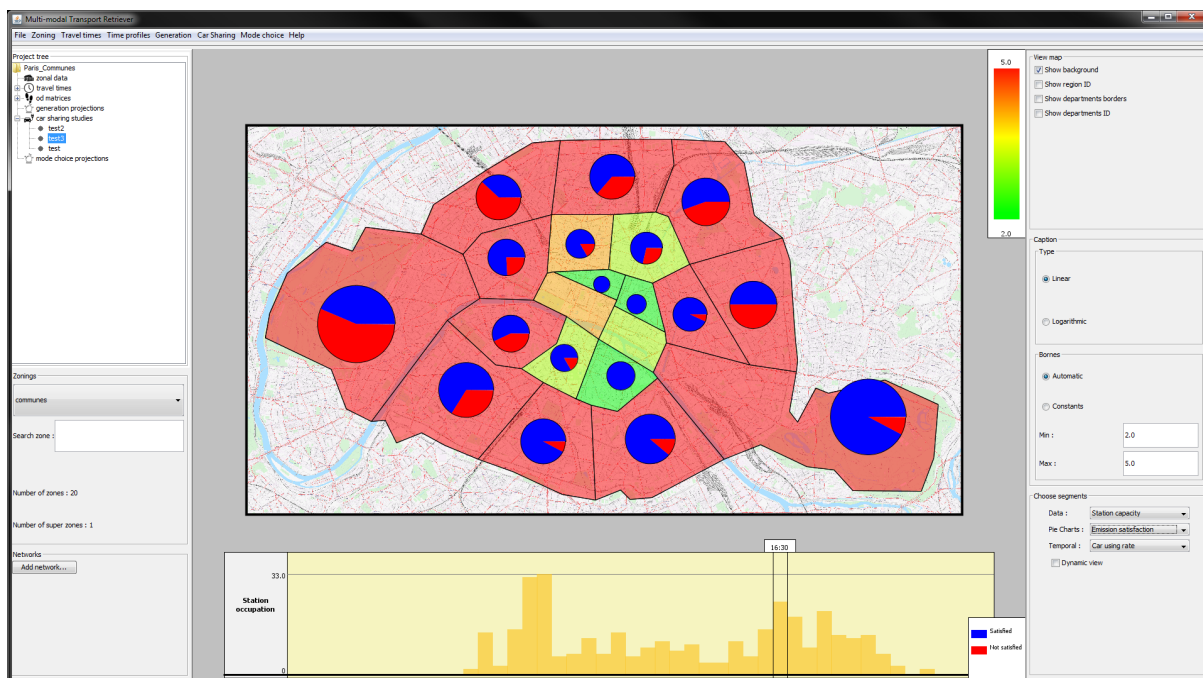 Multi-modal Transport Retriever
File Zoning Travel times Time profiles Generation Car Sharing Mode choice Help
Project tree
Paris_Communes
zonal data
travel times
od matrices
generation projections
car sharing studies
test2
test3
test
mode choice projections
Zonings
communes
Search zone :
Number of zones : 20
Number of super zones : 1
Networks
Add network...
5.0
2.0
16:30
33.0
Station
occupation
0
Satisfied
Not satisfied
View map
Show background
Show region ID
Show departments borders
Show departments ID
Caption
Type
Linear
Logarithmic
Bornes
Automatic
Constants
Min : 2.0
Max : 5.0
Choose segments
Data : Station capacity
Pie Charts : Emission satisfaction
Temporal : Car using rate
Dynamic view